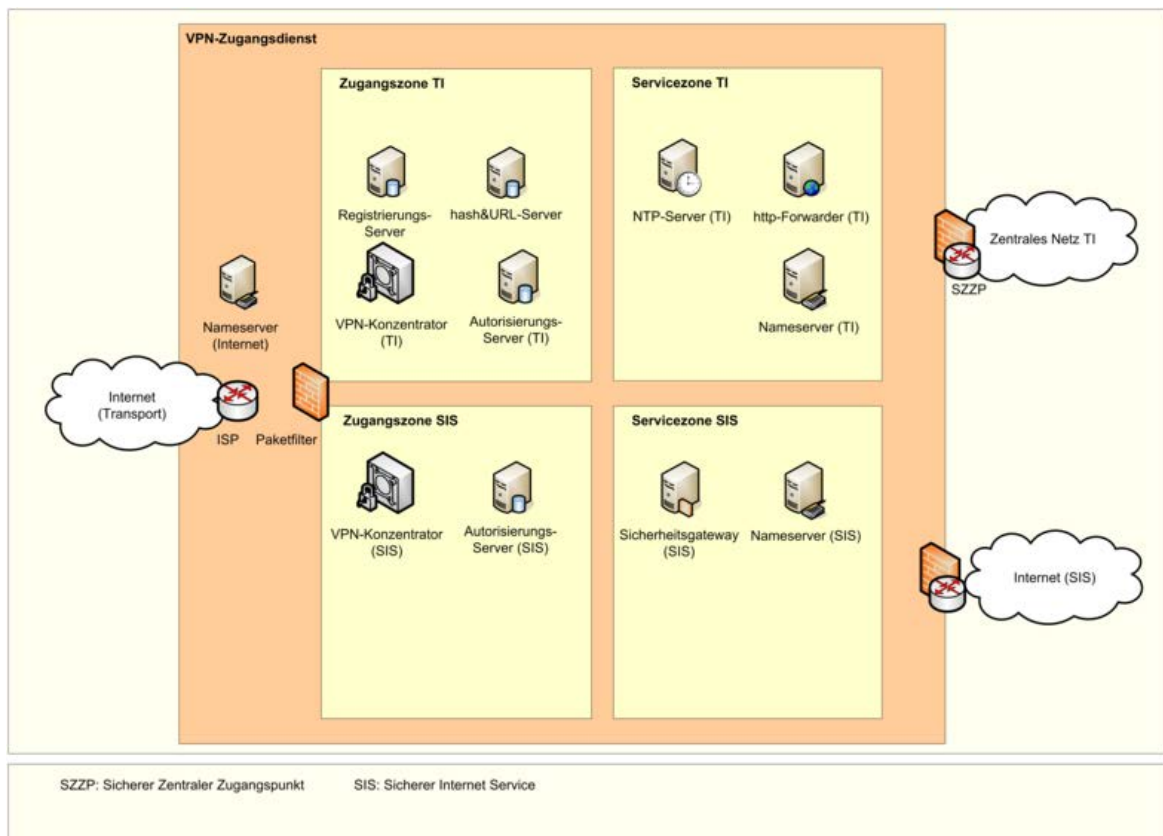 VPN-Zugangsdienst
Zugangszone TI
Registrierungs-
Server
hash&URL-Server
VPN-Konzentrator
(TI)
Autorisierungs-
Server (TI)
Servicezone TI
NTP-Server (TI)
http-Forwarder (TI)
Nameserver (TI)
Nameserver
(Internet)
Internet
(Transport)
ISP
Paketfilter
Zentrales Netz TI
SZZP
Zugangszone SIS
VPN-Konzentrator
(SIS)
Autorisierungs-
Server (SIS)
Servicezone SIS
Sicherheitsgateway
(SIS)
Nameserver (SIS)
Internet (SIS)
SZZP: Sicherer Zentraler Zugangspunkt
SIS: Sicherer Internet Service